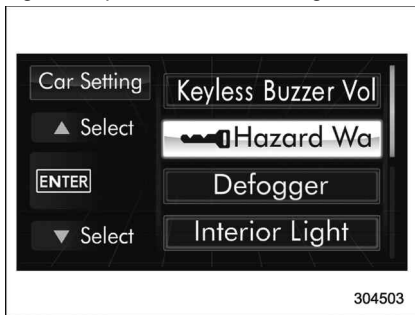 Car Setting
Keyless Buzzer Vol
▲ Select
Hazard Wa
ENTER
Defogger
▼ Select
Interior Light
304503